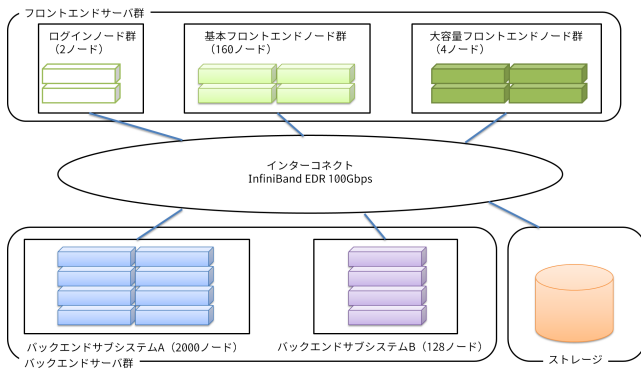 フロントエンドサーバ群
ログインノード群
（2ノード）
基本フロントエンドノード群
（160ノード）
大容量フロントエンドノード群
（4ノード）
インターコネクト
InfiniBand EDR 100Gbps
バックエンドサブシステムA（2000ノード）
バックエンドサブシステムB（128ノード）
バックエンドサーバ群
ストレージ